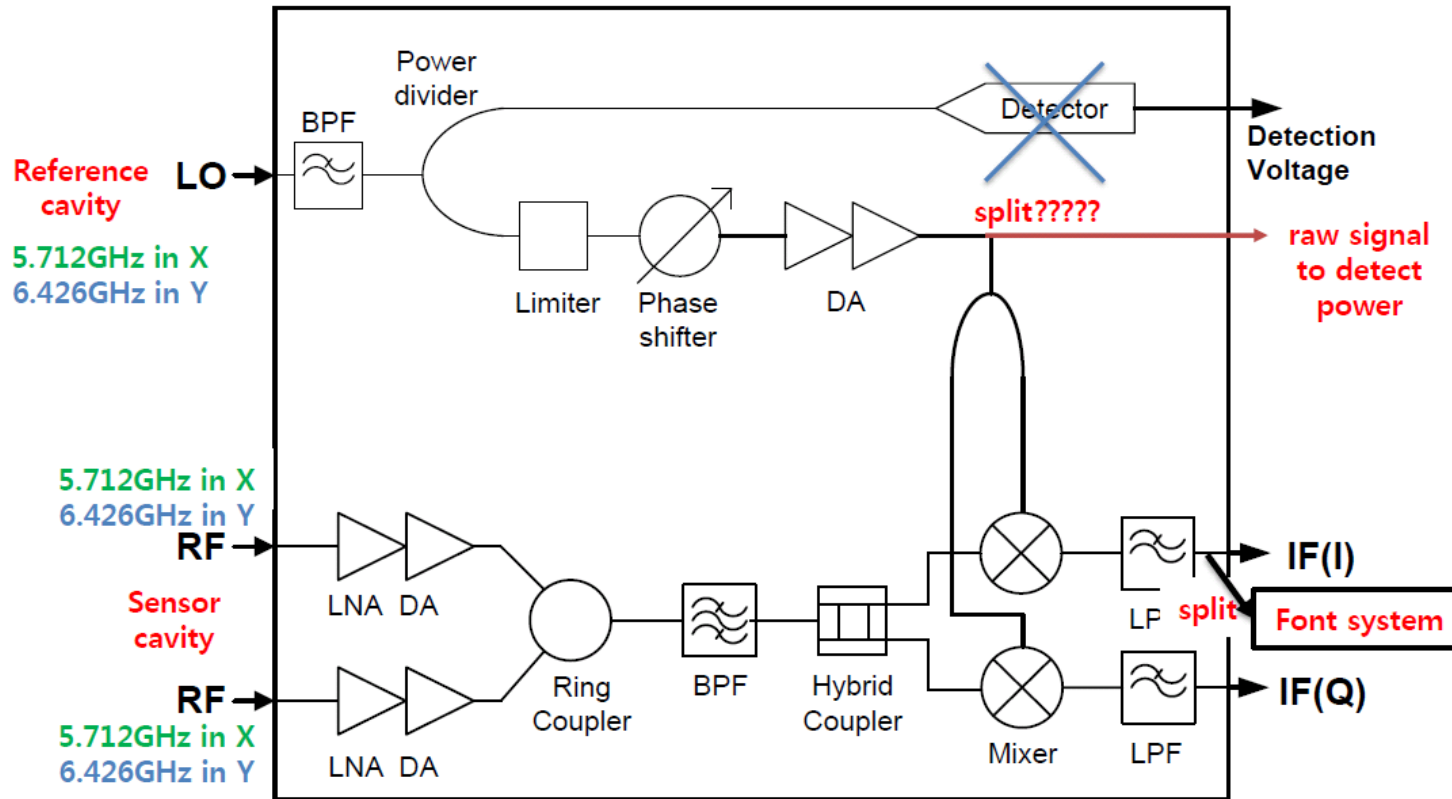 Power
divider
BPF
Detector
Detection
Voltage
Reference
cavity
LO
5.712GHz in X
6.426GHz in Y
split?????
raw signal
to detect
power
Limiter
Phase
shifter
DA
5.712GHz in X
6.426GHz in Y
RF
LNA DA
Sensor
cavity
RF
5.712GHz in X
6.426GHz in Y
LNA DA
Ring
Coupler
BPF
Hybrid
Coupler
Mixer
IF(I)
split
Font system
IF(Q)
LPF